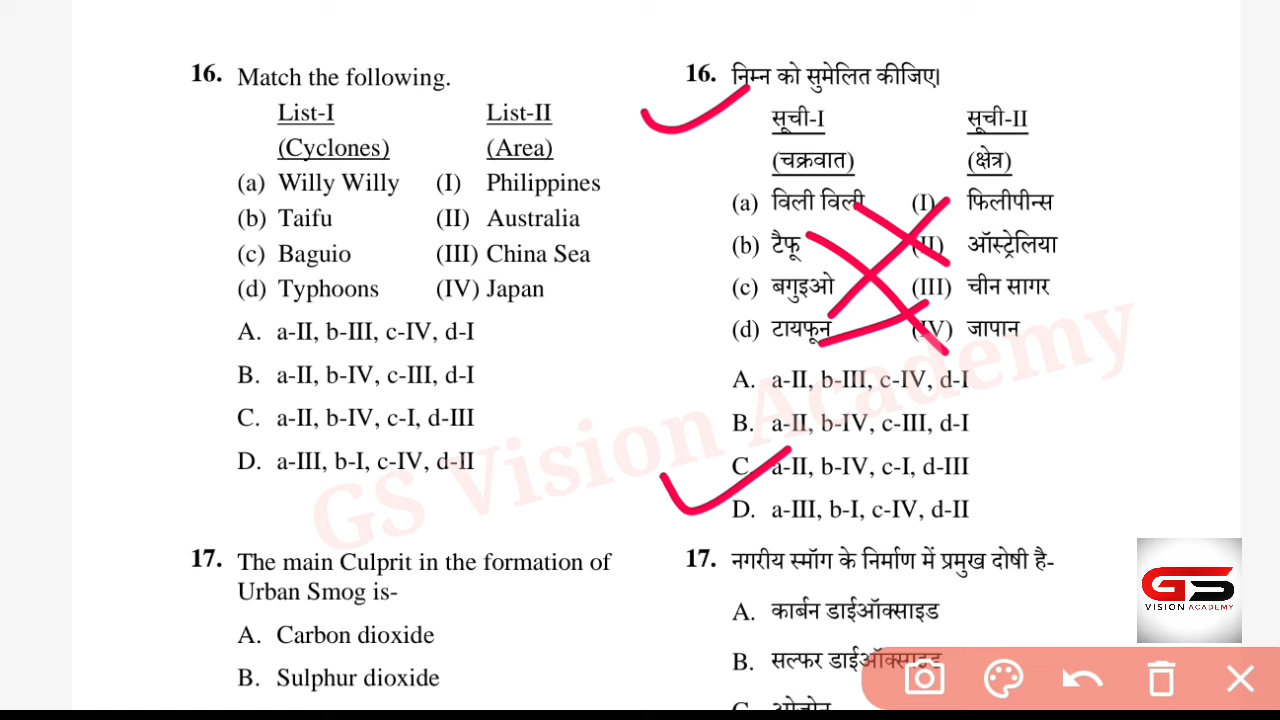 16. Match the following.
List-I List-II
(Cyclones) (Area)
(a) Willy Willy (I) Philippines
(b) Taifu (II) Australia
(c) Baguio (III) China Sea
(d) Typhoons (IV) Japan
A. a-II, b-III, c-IV, d-I
B. a-II, b-IV, c-III, d-I
C. a-II, b-IV, c-I, d-III
D. a-III, b-I, c-IV, d-II
17. The main Culprit in the formation of
Urban Smog is-
A. Carbon dioxide
B. Sulphur dioxide
16. निम्न को सुमेलित कीजिए।
सूची-I सूची-II
(चक्रवात) (क्षेत्र)
(a) विली विली (I) फिलीपीन्स
(b) टैफू (II) ऑस्ट्रेलिया
(c) बगुइओ (III) चीन सागर
(d) टायफून (IV) जापान
A. a-II, b-III, c-IV, d-I
B. a-II, b-IV, c-III, d-I
C. a-II, b-IV, c-I, d-III
D. a-III, b-I, c-IV, d-II
17. नगरीय स्मॉग के निर्माण में प्रमुख दोषी है-
A. कार्बन डाईऑक्साइड
B. सल्फर डाईऑक्साइड
C. ओजोन
GS Vision Academy
GS
VISION ACADEMY